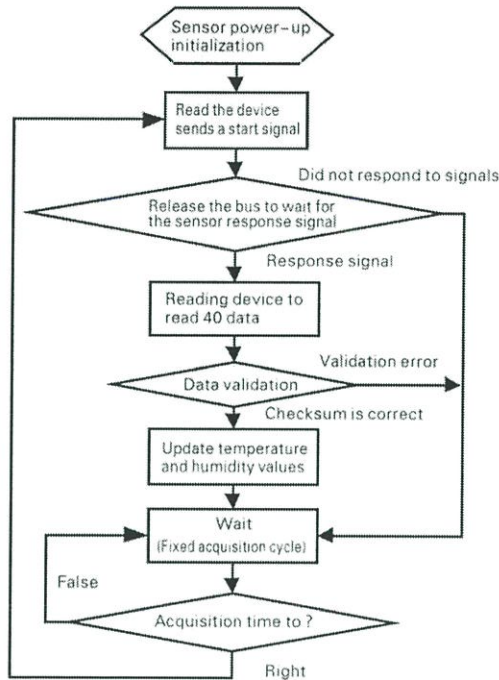 Sensor power-up
initialization
Read the device
sends a start signal
Did not respond to signals
Release the bus to wait for
the sensor response signal
Response signal
Reading device to
read 40 data
Validation error
Data validation
Checksum is correct
Update temperature
and humidity values
Wait
(Fixed acquisition cycle)
False
Acquisition time to ?
Right